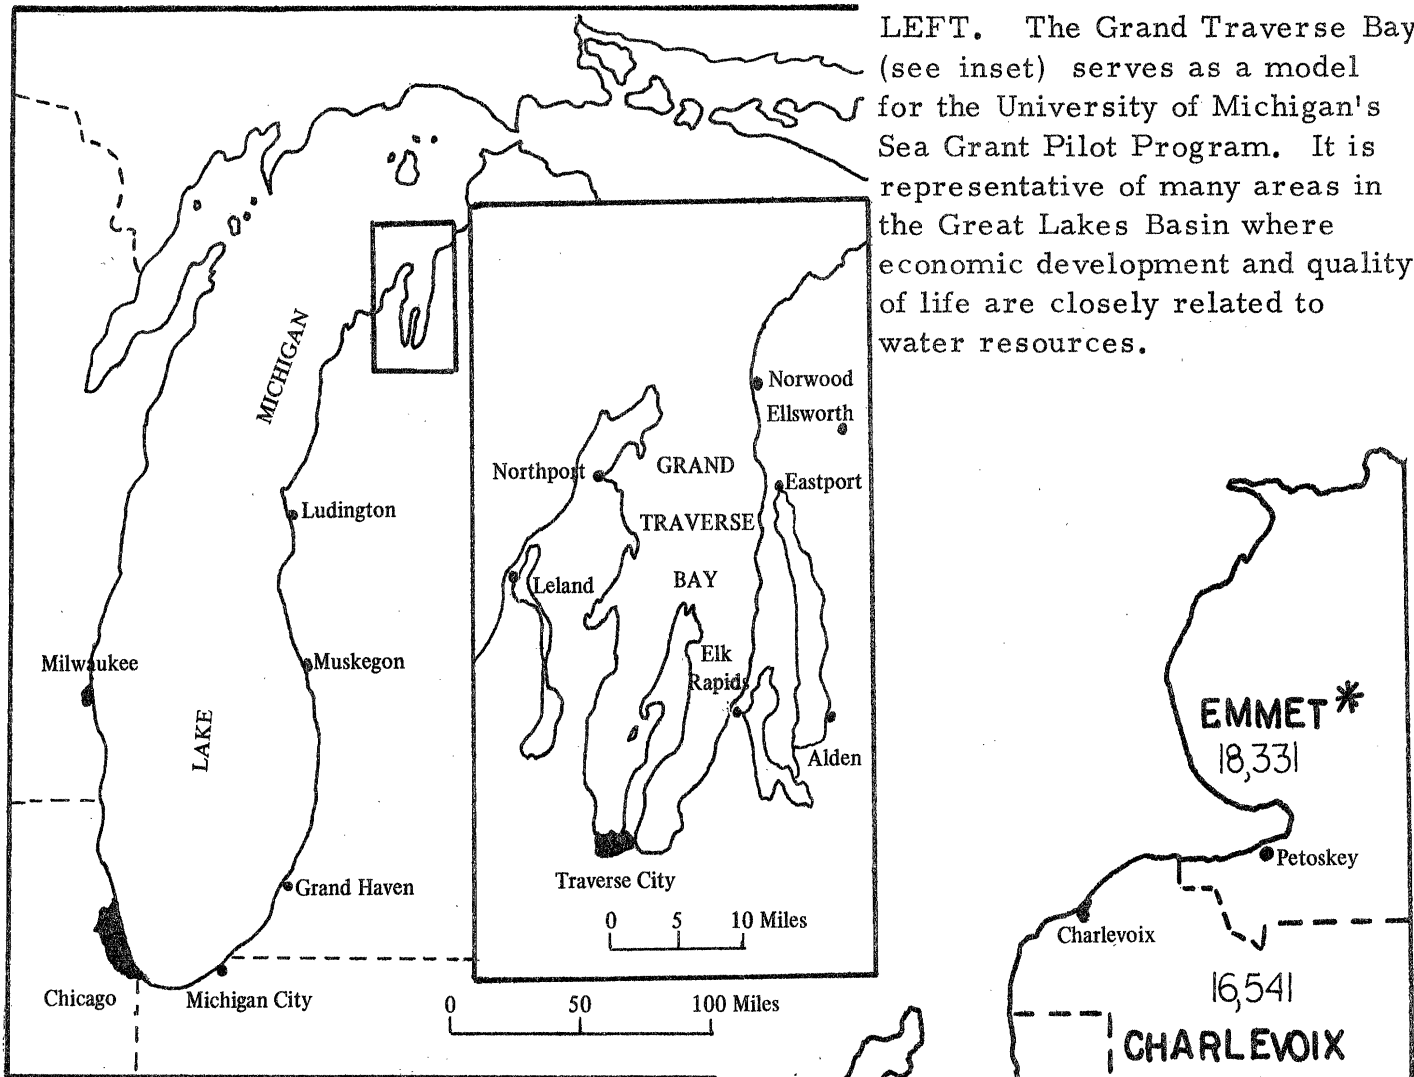 LEFT. The Grand Traverse Bay
(see inset) serves as a model
for the University of Michigan's
Sea Grant Pilot Program. It is
representative of many areas in
the Great Lakes Basin where
economic development and quality
of life are closely related to
water resources.
MICHIGAN
LAKE
Ludington
Milwaukee
Muskegon
Grand Haven
Chicago
Michigan City
0 50 100 Miles
Norwood
Ellsworth
Northport
GRAND
Eastport
TRAVERSE
Leland
BAY
Elk
Rapids
Alden
Traverse City
0 5 10 Miles
EMMET*
18,331
Petoskey
Charlevoix
16,541
CHARLEVOIX